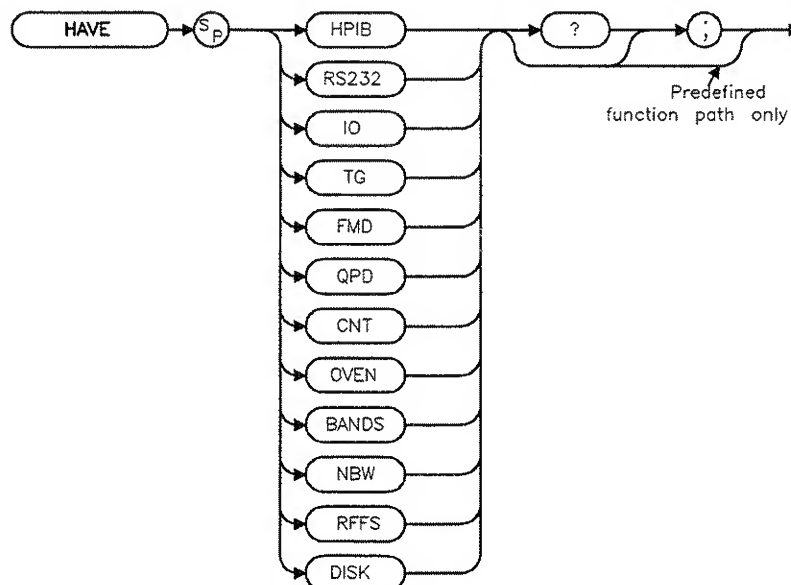 HAVE SP HPIB ? ;
RS232
Predefined
function path only
IO
TG
FMD
QPD
CNT
OVEN
BANDS
NBW
RFFS
DISK